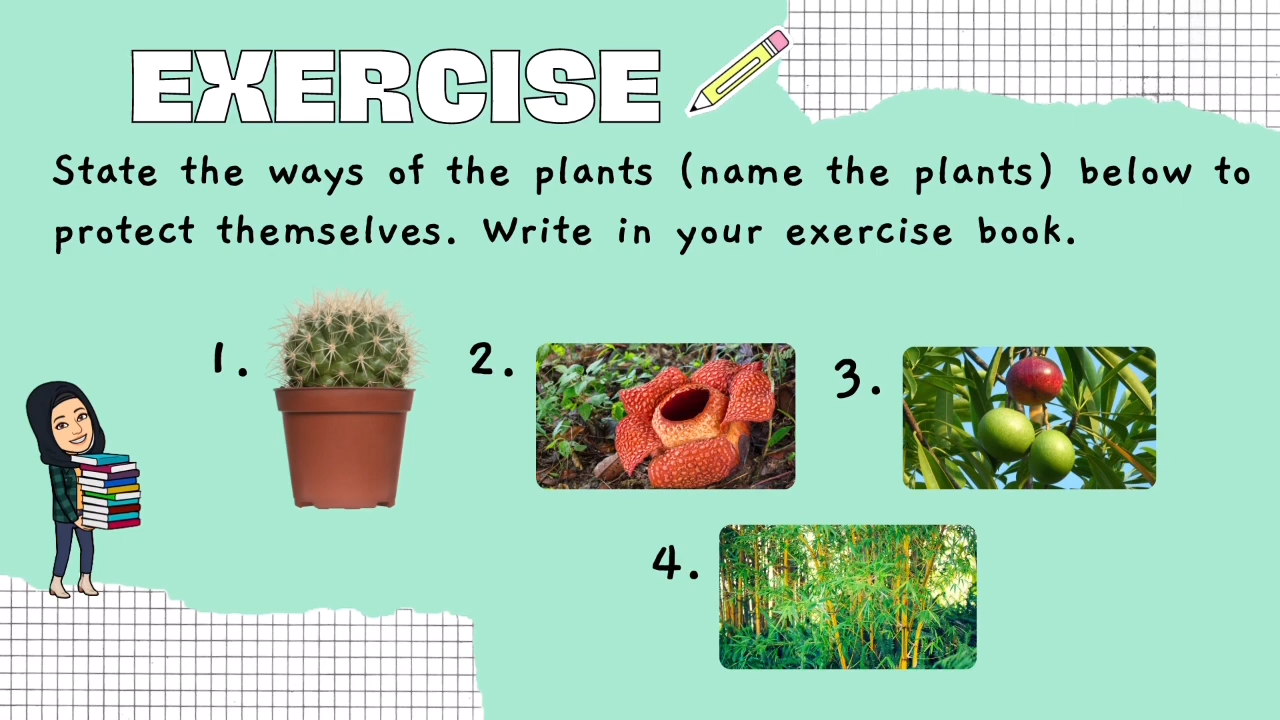 EXERCISE
State the ways of the plants (name the plants) below to
protect themselves. Write in your exercise book.
1.
2.
3.
4.